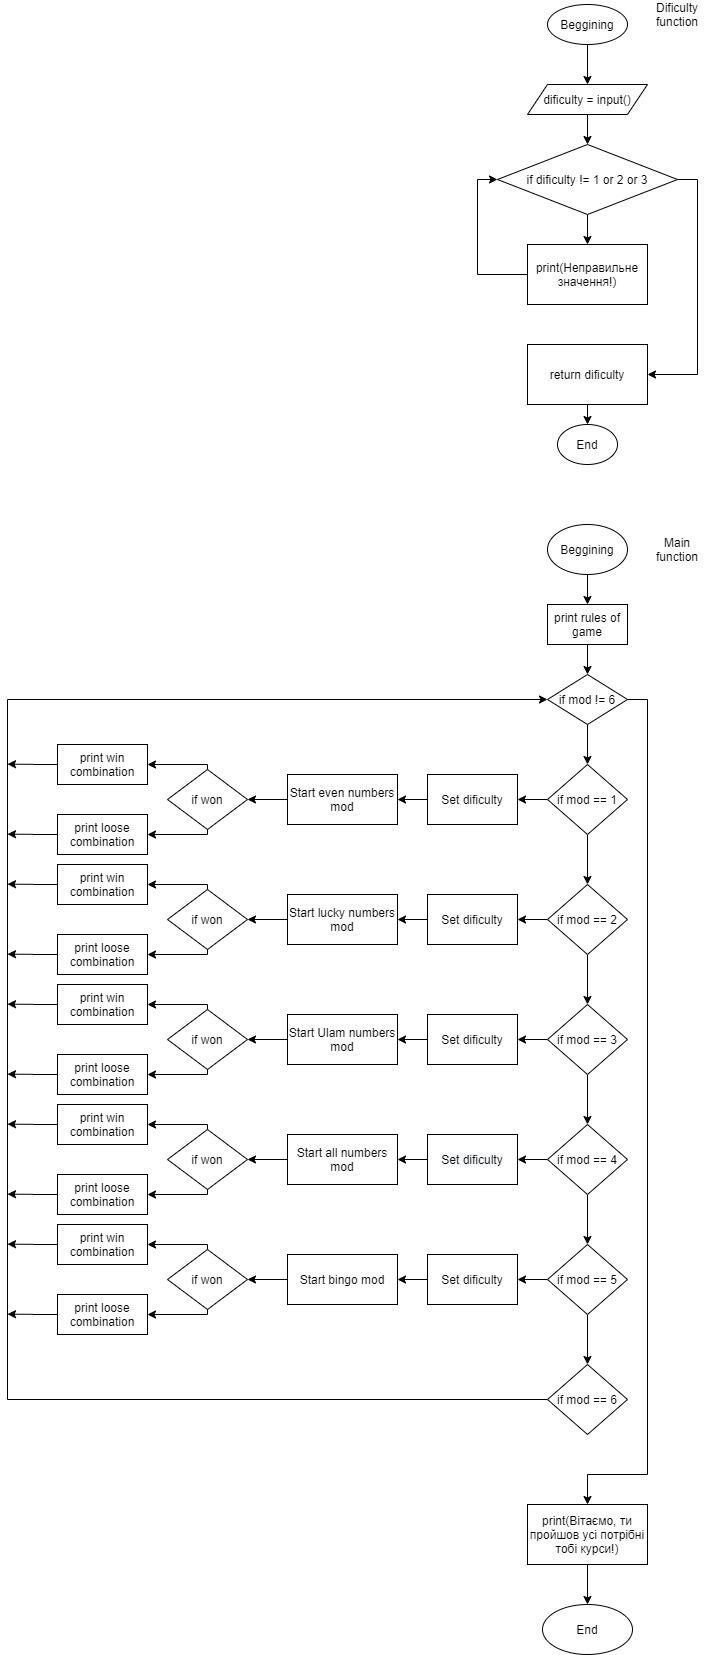 Beggining
Dificulty
function
dificulty = input()
if dificulty != 1 or 2 or 3
print(Неправильне
значення!)
return dificulty
End
Beggining
Main
function
print rules of
game
if mod != 6
if mod == 1
Set dificulty
Start even numbers
mod
if won
print win
combination
print loose
combination
if mod == 2
Set dificulty
Start lucky numbers
mod
if won
print win
combination
print loose
combination
if mod == 3
Set dificulty
Start Ulam numbers
mod
if won
print win
combination
print loose
combination
if mod == 4
Set dificulty
Start all numbers
mod
if won
print win
combination
print loose
combination
if mod == 5
Set dificulty
Start bingo mod
if won
print win
combination
print loose
combination
if mod == 6
print(Вітаємо, ти
пройшов усі потрібні
тобі курси!)
End